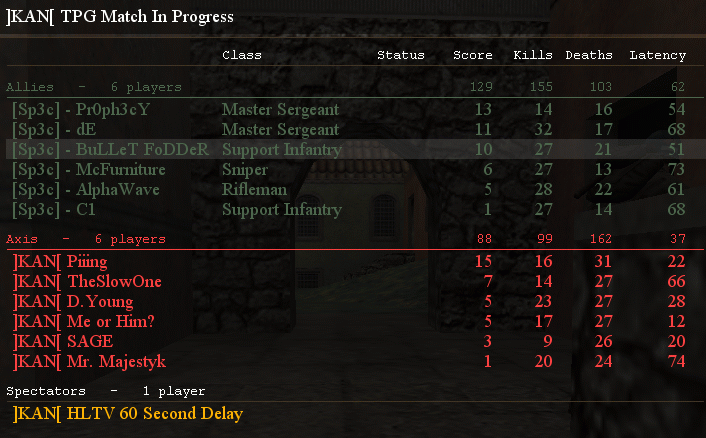 ]KAN[ TPG Match In Progress
Class Status Score Kills Deaths Latency
Allies - 6 players 129 155 103 62
[Sp3c] - Pr0ph3cY Master Sergeant 13 14 16 54
[Sp3c] - dE Master Sergeant 11 32 17 68
[Sp3c] - BuLLeT FoDDeR Support Infantry 10 27 21 51
[Sp3c] - McFurniture Sniper 6 27 13 73
[Sp3c] - AlphaWave Rifleman 5 28 22 61
[Sp3c] - C1 Support Infantry 1 27 14 68
Axis - 6 players 88 99 162 37
]KAN[ Piiing 15 16 31 22
]KAN[ TheSlowOne 7 14 27 66
]KAN[ D.Young 5 23 27 28
]KAN[ Me or Him? 5 17 27 12
]KAN[ SAGE 3 9 26 20
]KAN[ Mr. Majestyk 1 20 24 74
Spectators - 1 player
]KAN[ HLTV 60 Second Delay